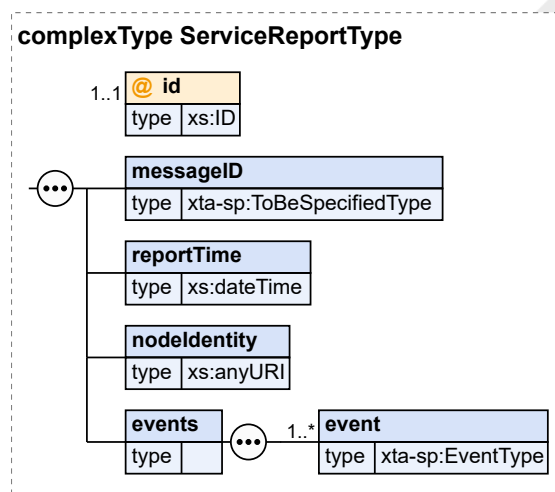 complexType ServiceReportType
1..1
@ id
type xs:ID
messageID
type xta-sp:ToBeSpecifiedType
reportTime
type xs:dateTime
nodeIdentity
type xs:anyURI
events
type
1..*
event
type xta-sp:EventType